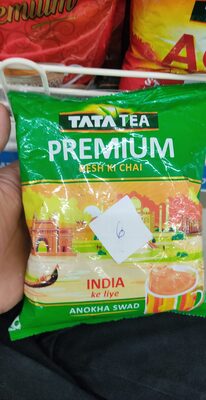 Premium
TATA TEA
PREMIUM
DESH KI CHAI
6
INDIA
ke liye
ANOKHA SWAD